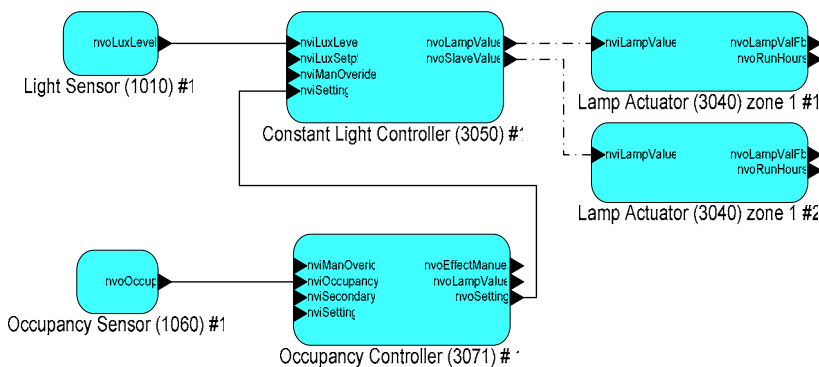 nvoLuxLevel
Light Sensor (1010) #1
nviLuxLeve
nviLuxSetpt
nviManOveride
nviSetting
nvoLampValue
nvoSlaveValue
Constant Light Controller (3050) #1
nviLampValue
nvoLampValFb
nvoRunHours
Lamp Actuator (3040) zone 1 #1
nviLampValue
nvoLampValFb
nvoRunHours
Lamp Actuator (3040) zone 1 #2
nvoOccup
Occupancy Sensor (1060) #1
nviManOveric
nviOccupancy
nviSecondary
nviSetting
nvoEffectManue
nvoLampValue
nvoSetting
Occupancy Controller (3071) #1